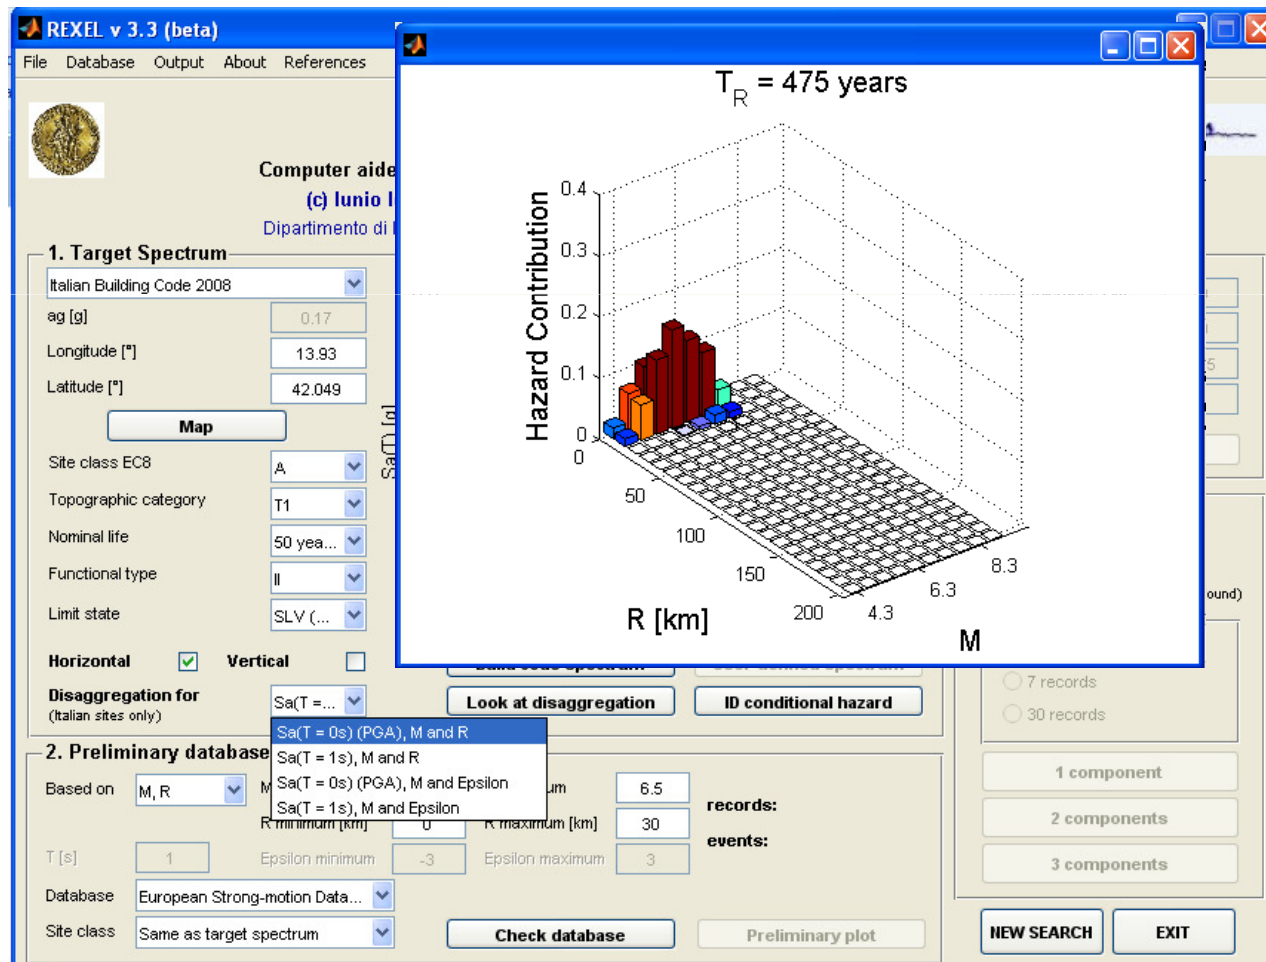 REXEL v 3.3 (beta)
File Database Output About References
T_R = 475 years
Computer aide
(c) Iunio I
Dipartimento di
Hazard Contribution
0.4
0.3
0.2
0.1
0
0
50
100
150
200
R [km]
4.3
6.3
8.3
M
Sa(T) [g]
1. Target Spectrum
Italian Building Code 2008
ag [g] 0.17
Longitude [°] 13.93
Latitude [°] 42.049
Map
Site class EC8 A
Topographic category T1
Nominal life 50 yea...
Functional type II
Limit state SLV (...
Horizontal Vertical
Disaggregation for Sa(T =...
(Italian sites only)
Look at disaggregation ID conditional hazard
Sa(T = 0s) (PGA), M and R
Sa(T = 1s), M and R
Sa(T = 0s) (PGA), M and Epsilon
Sa(T = 1s), M and Epsilon
ound)
7 records
30 records
1 component
2 components
3 components
2. Preliminary database
Based on M, R M um 6.5
R minimum [km] 0 R maximum [km] 30
records:
events:
T [s] 1 Epsilon minimum -3 Epsilon maximum 3
Database European Strong-motion Data...
Site class Same as target spectrum
Check database Preliminary plot
NEW SEARCH EXIT